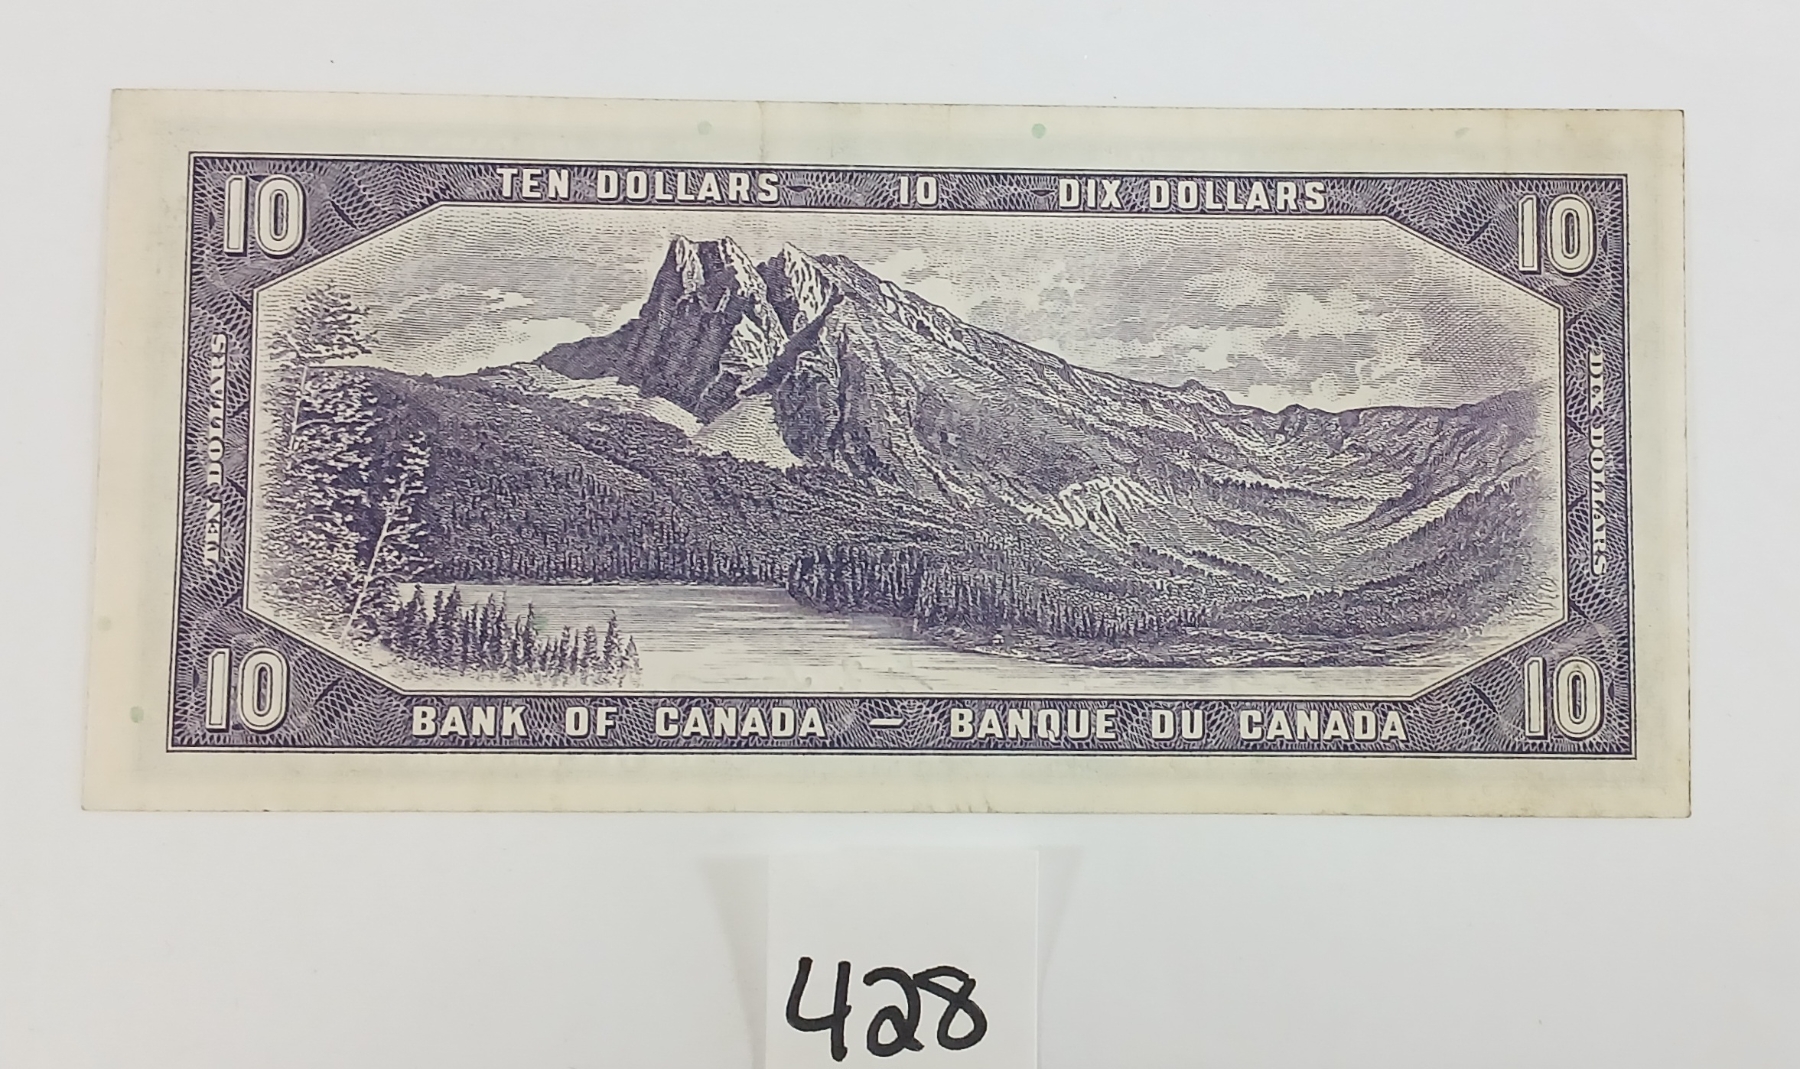 10 TEN DOLLARS 10 DIX DOLLARS 10
TEN DOLLARS
DIX DOLLARS
10 BANK OF CANADA — BANQUE DU CANADA 10
428